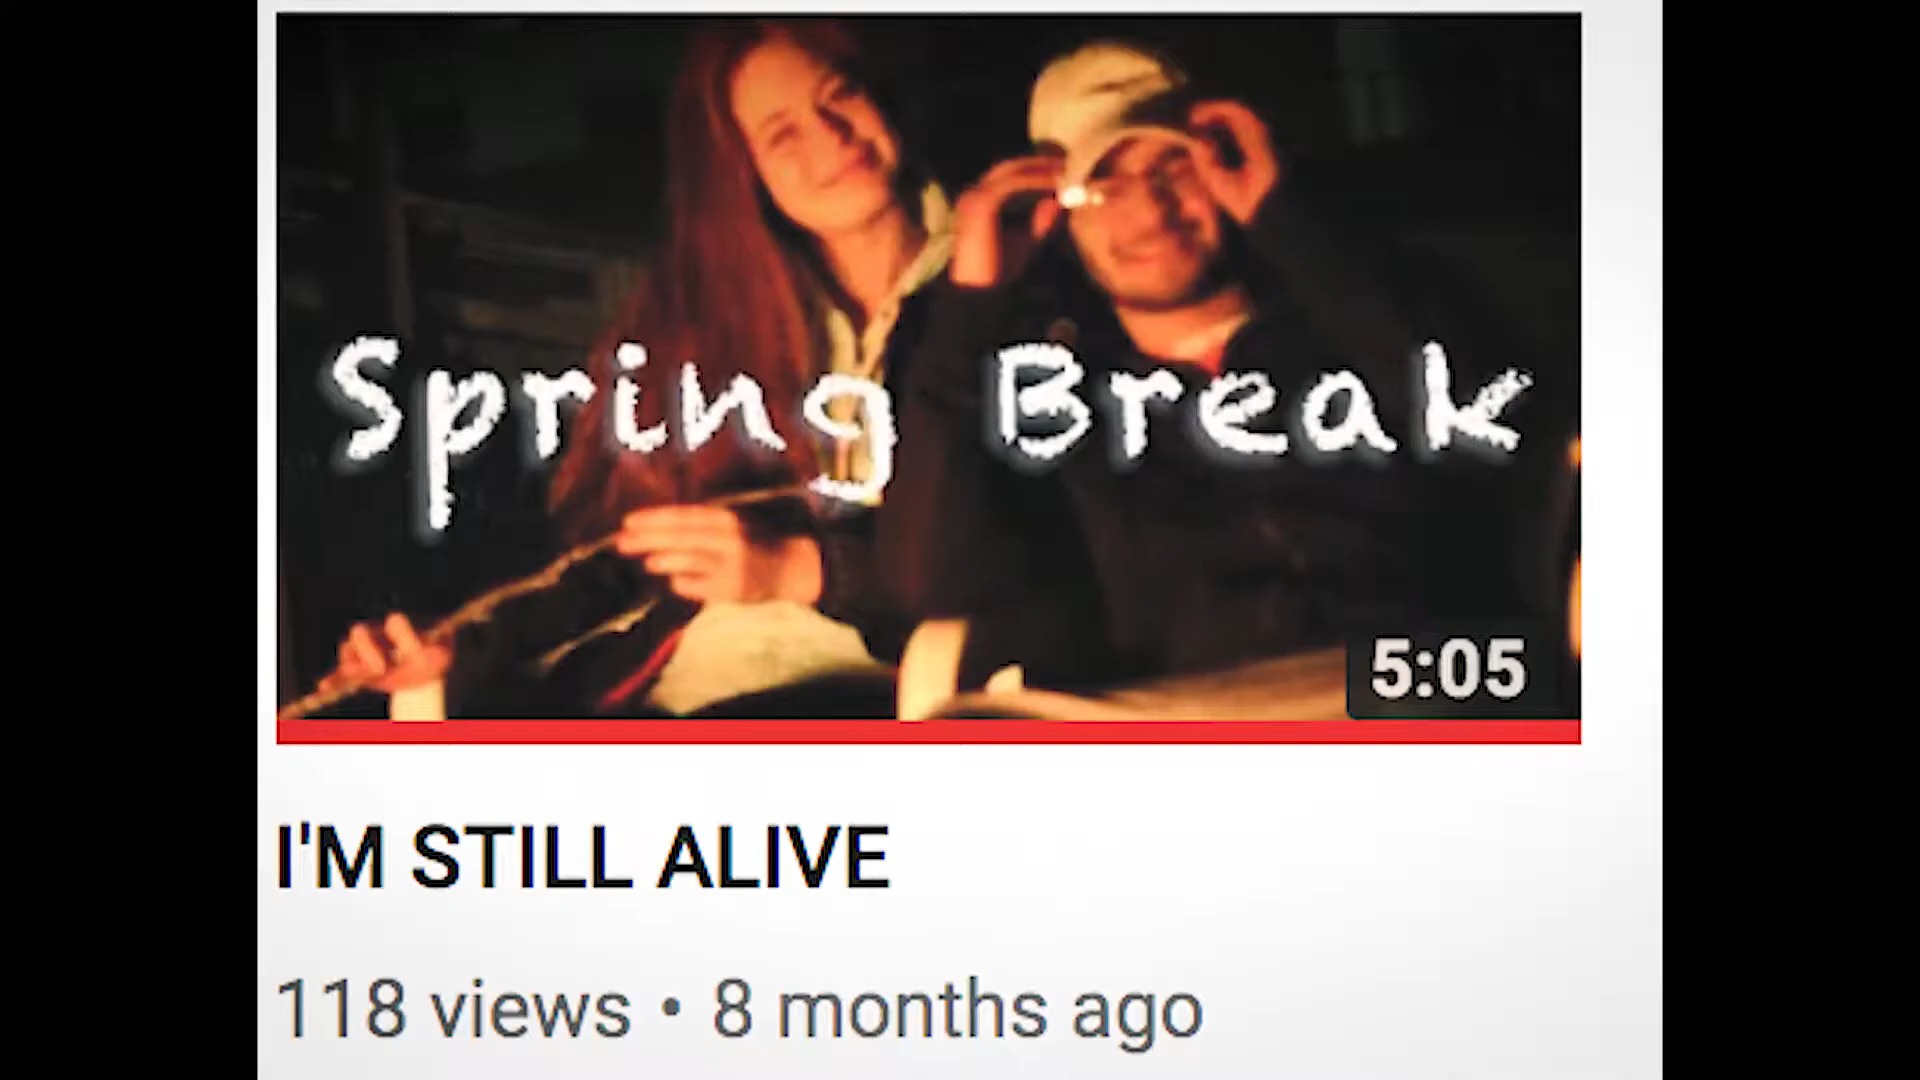 Spring Break
5:05
I'M STILL ALIVE
118 views • 8 months ago